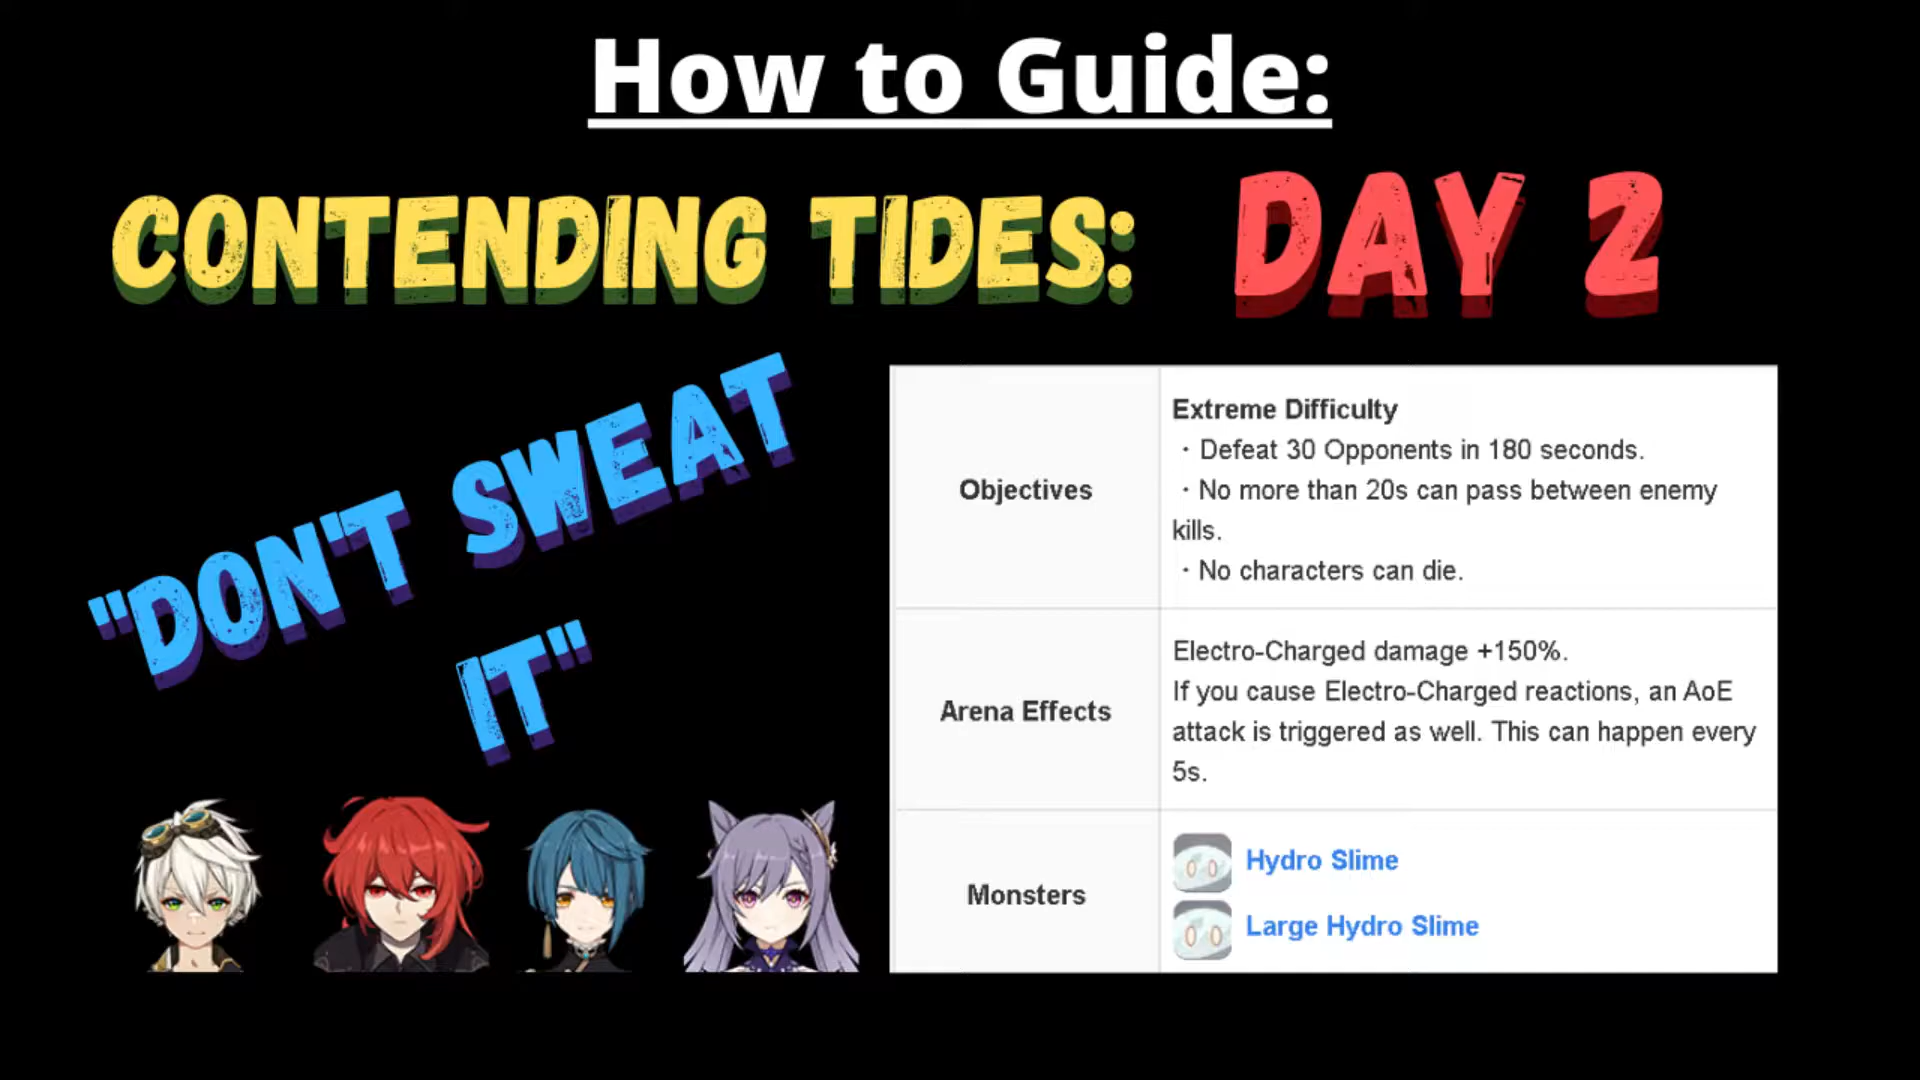 How to Guide:
CONTENDING TIDES: DAY 2
"DON'T SWEAT
IT"
Objectives
Extreme Difficulty
・Defeat 30 Opponents in 180 seconds.
・No more than 20s can pass between enemy
kills.
・No characters can die.
Arena Effects
Electro-Charged damage +150%.
If you cause Electro-Charged reactions, an AoE
attack is triggered as well. This can happen every
5s.
Monsters
Hydro Slime
Large Hydro Slime